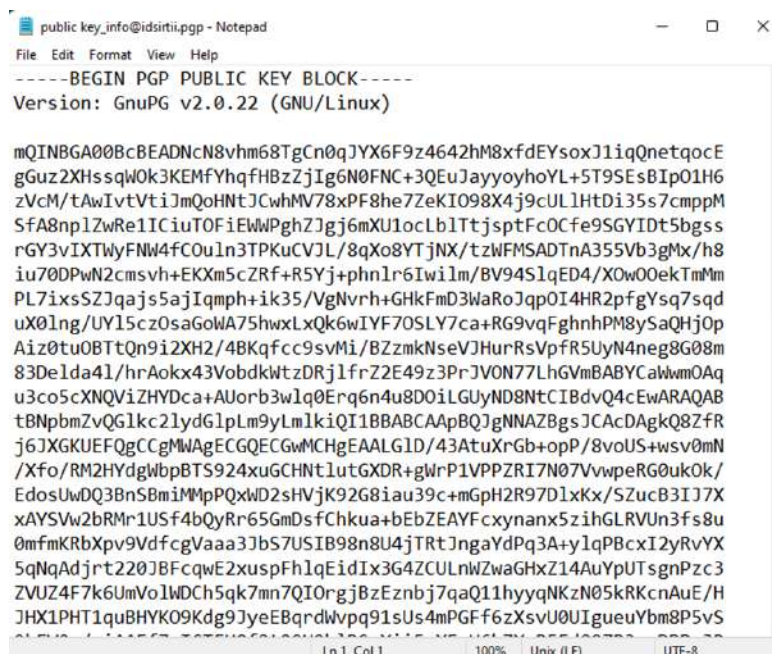 public key_info@idsirtii.pgp - Notepad
File Edit Format View Help
-----BEGIN PGP PUBLIC KEY BLOCK-----
Version: GnuPG v2.0.22 (GNU/Linux)
mQINBGA00BcBEADNcN8vhm68TgCn0qJYX6F9z4642hM8xfdEYsoxJ1iqQnetqocE
gGuz2XHssqWOk3KEMfYhqfHBzZjIg6N0FNC+3QEuJayyoyhoYL+5T9SEsBIpO1H6
zVcM/tAwIvtVtiJmQoHNtJCwhMV78xPF8he7ZeKIO98X4j9cULlHtDi35s7cmppM
SfA8nplZwRe1ICiuTOFiEWWPghZJgj6mXU1ocLblTtjsptFcOCfe9SGYIDt5bgss
rGY3vIXTWyFNW4fCOuln3TPKuCVJL/8qXo8YTjNX/tzWFMSADTnA355Vb3gMx/h8
iu70DPwN2cmsvh+EKXm5cZRf+R5Yj+phnlr6Iwilm/BV94SlqED4/XOwOOekTmMm
PL7ixsSZJqajs5ajIqmph+ik35/VgNvrh+GHkFmD3WaRoJqpOI4HR2pfgYsq7sqd
uX0lng/UYl5czOsaGoWA75hwxLxQk6wIYF7OSLY7ca+RG9vqFghnhPM8ySaQHjOp
Aiz0tuOBTtQn9i2XH2/4BKqfcc9svMi/BZzmkNseVJHurRsVpfR5UyN4neg8G08m
83Delda4l/hrAokx43VobdkWtzDRjlfrZ2E49z3PrJVON77LhGVmBABYCaWwmOAq
u3co5cXNQViZHYDca+AUorb3wlq0Erq6n4u8DOiLGUyND8NtCIBdvQ4cEwARAQAB
tBNpbmZvQGlkc2lydGlpLm9yLmlkiQI1BBABCAApBQJgNNAZBgsJCAcDAgkQ8ZfR
j6JXGKUEFQgCCgMWAgECGQECGwMCHgEAALGlD/43AtuXrGb+opP/8voUS+wsv0mN
/Xfo/RM2HYdgWbpBTS924xuGCHNtlutGXDR+gWrP1VPPZRI7N07VvwpeRG0ukOk/
EdosUwDQ3BnSBmiMMpPQxWD2sHVjK92G8iau39c+mGpH2R97DlxKx/SZucB3IJ7X
xAYSVw2bRMr1USf4bQyRr65GmDsfChkua+bEbZEAYFcxynanx5zihGLRVUn3fs8u
0mfmKRbXpv9VdfcgVaaa3JbS7USIB98n8U4jTRtJngaYdPq3A+ylqPBcxI2yRvYX
5qNqAdjrt220JBFcqwE2xuspFhlqEidIx3G4ZCULnWZwaGHxZ14AuYpUTsgnPzc3
ZVUZ4F7k6UmVolWDCh5qk7mn7QIOrgjBzEznbj7qaQ11hyyqNKzN05kRKcnAuE/H
JHX1PHT1quBHYKO9Kdg9JyeEBqrdWvpq91sUs4mPGFf6zXsvU0UIgueuYbm8P5vS
Ln 1, Col 1 100% Unix (LF) UTF-8